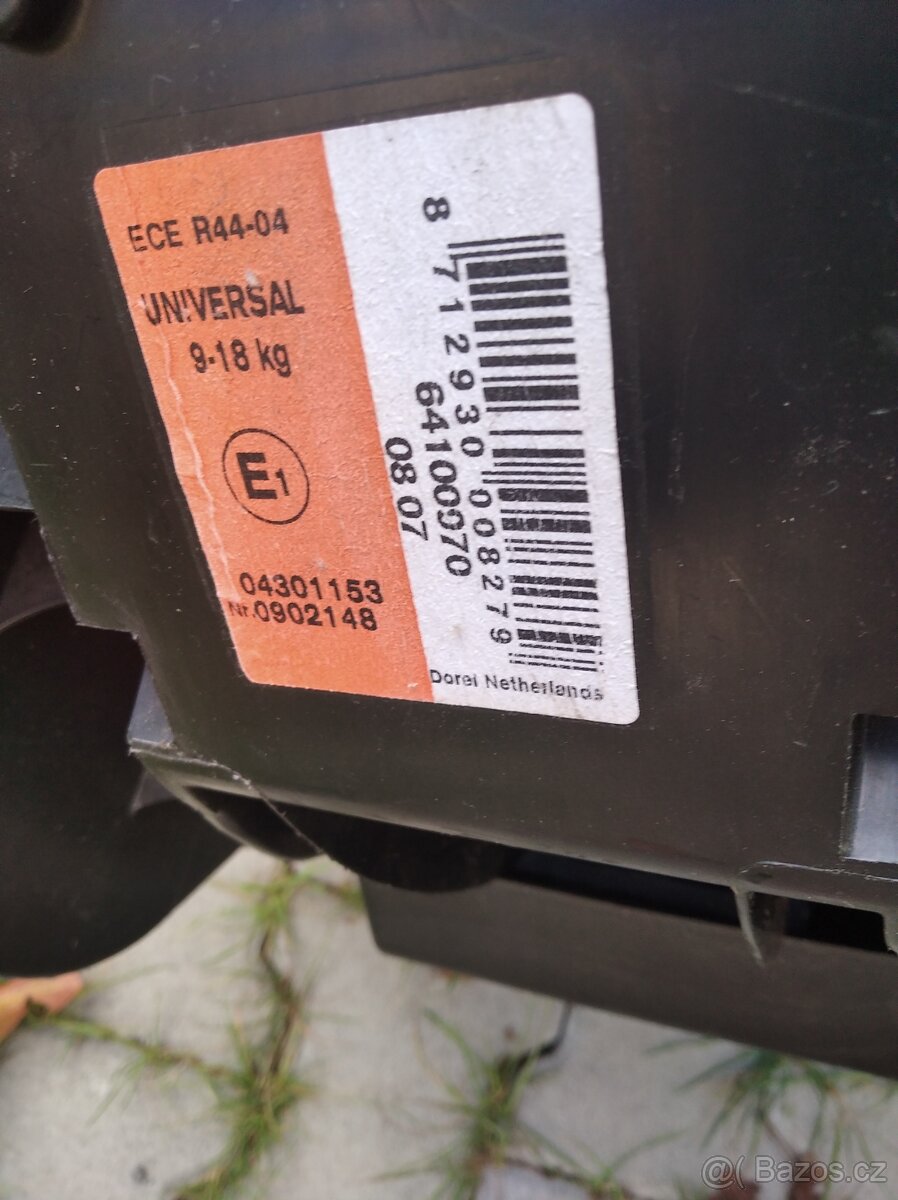 ECE R44-04
UNIVERSAL
9-18 kg
E1
04301153
Nr.0902148
8 712930 008279
64100970
08 07
Dorel Netherlands
@( Bazos.cz